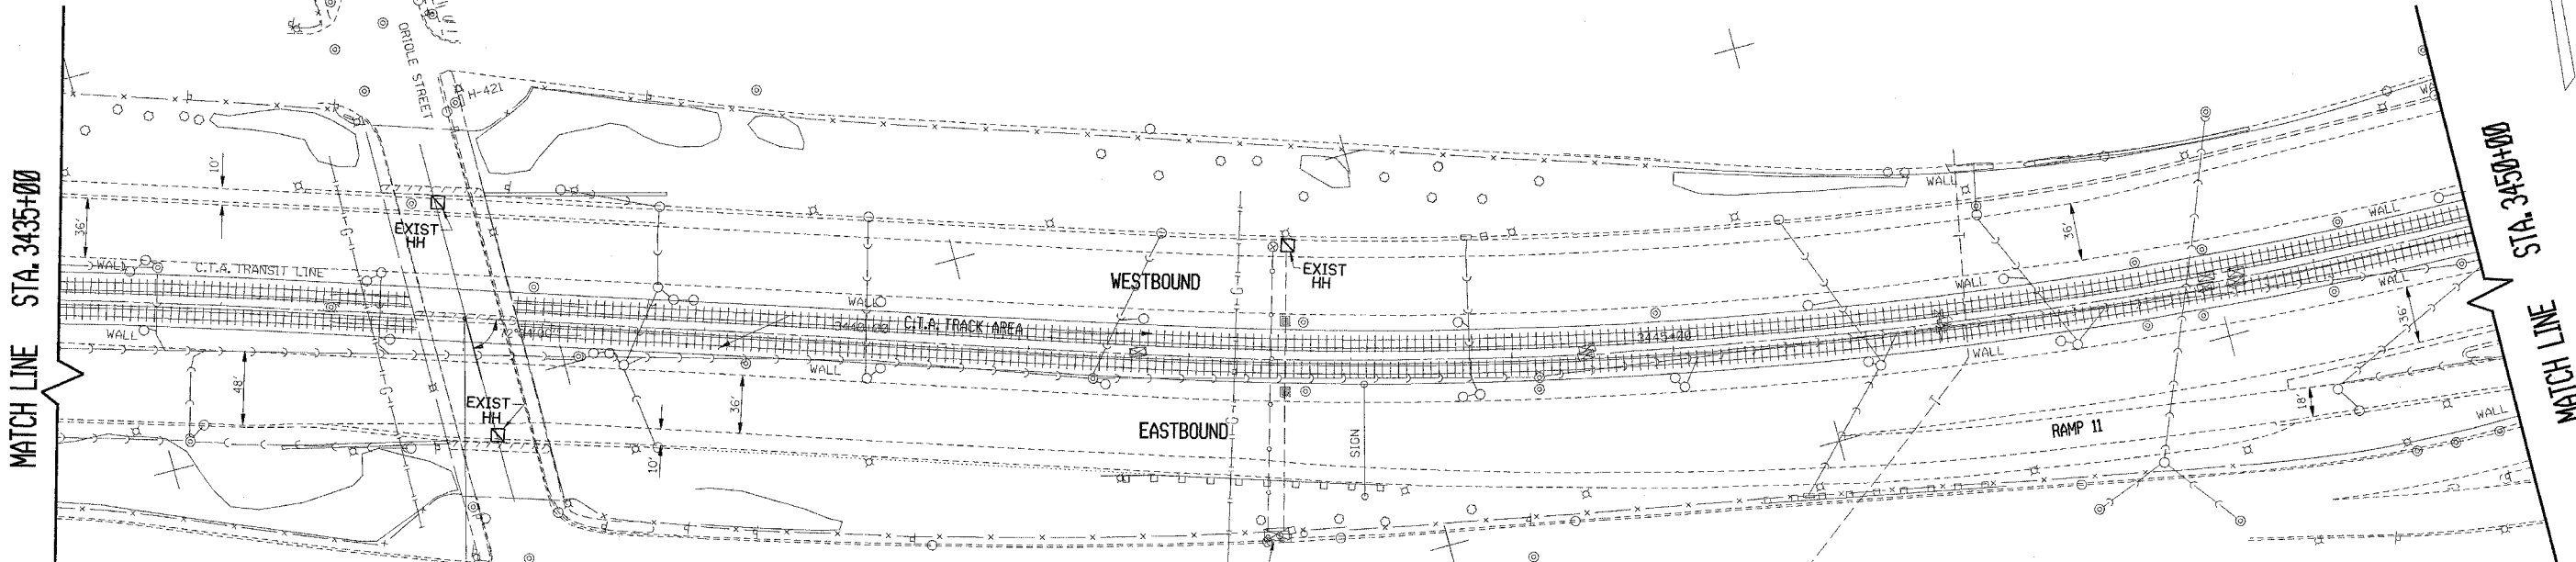 MATCH LINE STA. 3435+00
ORIOLE STREET
H-421
10'
36'
EXIST
HH
WALL
C.T.A. TRANSIT LINE
WALL
48'
EXIST
HH
10'
36'
WALL
WALL
3440+00
C.T.A. TRACK AREA
WESTBOUND
EASTBOUND
EXIST
HH
SIGN
3445+00
WALL
WALL
WALL
36'
WALL
WALL
36'
18'
WALL
RAMP 11
MATCH LINE STA. 3450+00